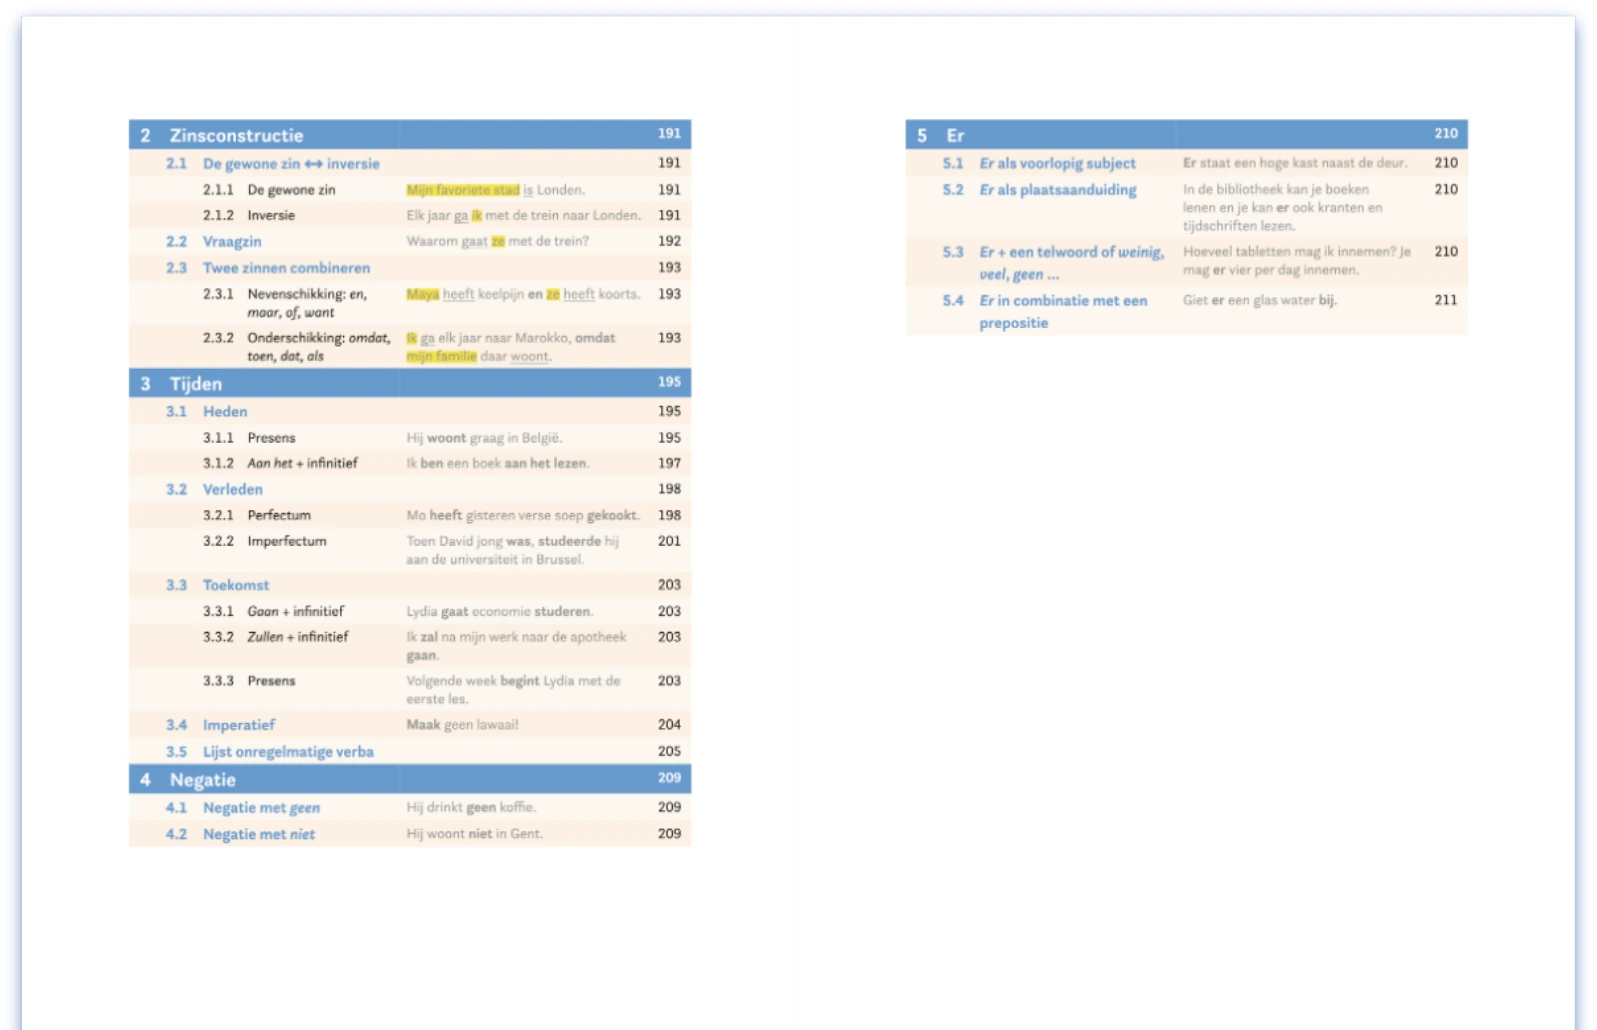 2 Zinsconstructie 191
2.1 De gewone zin ↔ inversie 191
2.1.1 De gewone zin Mijn favoriete stad is Londen. 191
2.1.2 Inversie Elk jaar ga ik met de trein naar Londen. 191
2.2 Vraagzin Waarom gaat ze met de trein? 192
2.3 Twee zinnen combineren 193
2.3.1 Nevenschikking: en, Maya heeft keelpijn en ze heeft koorts. 193
maar, of, want
2.3.2 Onderschikking: omdat, Ik ga elk jaar naar Marokko, omdat 193
toen, dat, als mijn familie daar woont.
3 Tijden 195
3.1 Heden 195
3.1.1 Presens Hij woont graag in België. 195
3.1.2 Aan het + infinitief Ik ben een boek aan het lezen. 197
3.2 Verleden 198
3.2.1 Perfectum Mo heeft gisteren verse soep gekookt. 198
3.2.2 Imperfectum Toen David jong was, studeerde hij 201
aan de universiteit in Brussel.
3.3 Toekomst 203
3.3.1 Gaan + infinitief Lydia gaat economie studeren. 203
3.3.2 Zullen + infinitief Ik zal na mijn werk naar de apotheek 203
gaan.
3.3.3 Presens Volgende week begint Lydia met de 203
eerste les.
3.4 Imperatief Maak geen lawaai! 204
3.5 Lijst onregelmatige verba 205
4 Negatie 209
4.1 Negatie met geen Hij drinkt geen koffie. 209
4.2 Negatie met niet Hij woont niet in Gent. 209
5 Er 210
5.1 Er als voorlopig subject Er staat een hoge kast naast de deur. 210
5.2 Er als plaatsaanduiding In de bibliotheek kan je boeken 210
lenen en je kan er ook kranten en
tijdschriften lezen.
5.3 Er + een telwoord of weinig, Hoeveel tabletten mag ik innemen? Je 210
veel, geen ... mag er vier per dag innemen.
5.4 Er in combinatie met een Giet er een glas water bij. 211
prepositie